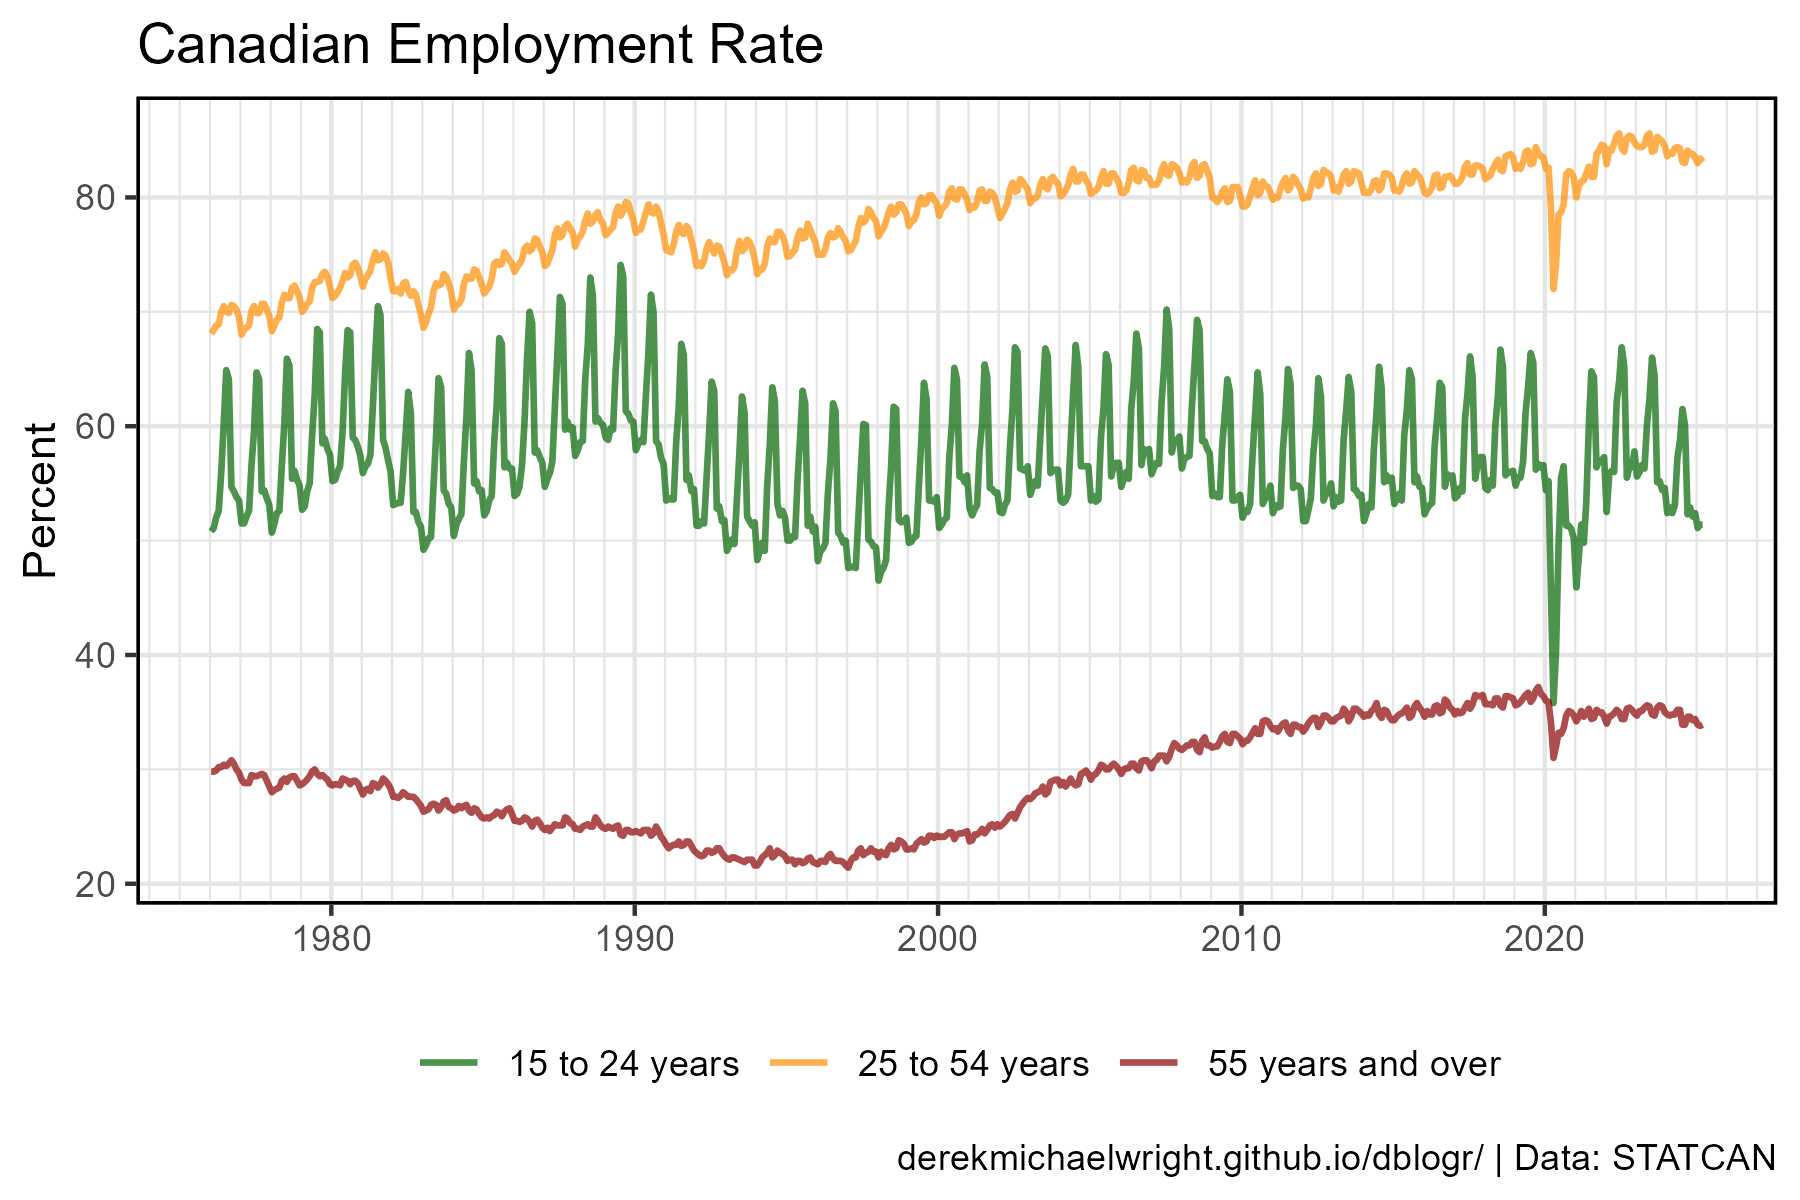 Canadian Employment Rate
Percent
80
60
40
20
1980 1990 2000 2010 2020
15 to 24 years 25 to 54 years 55 years and over
derekmichaelwright.github.io/dblogr/ | Data: STATCAN